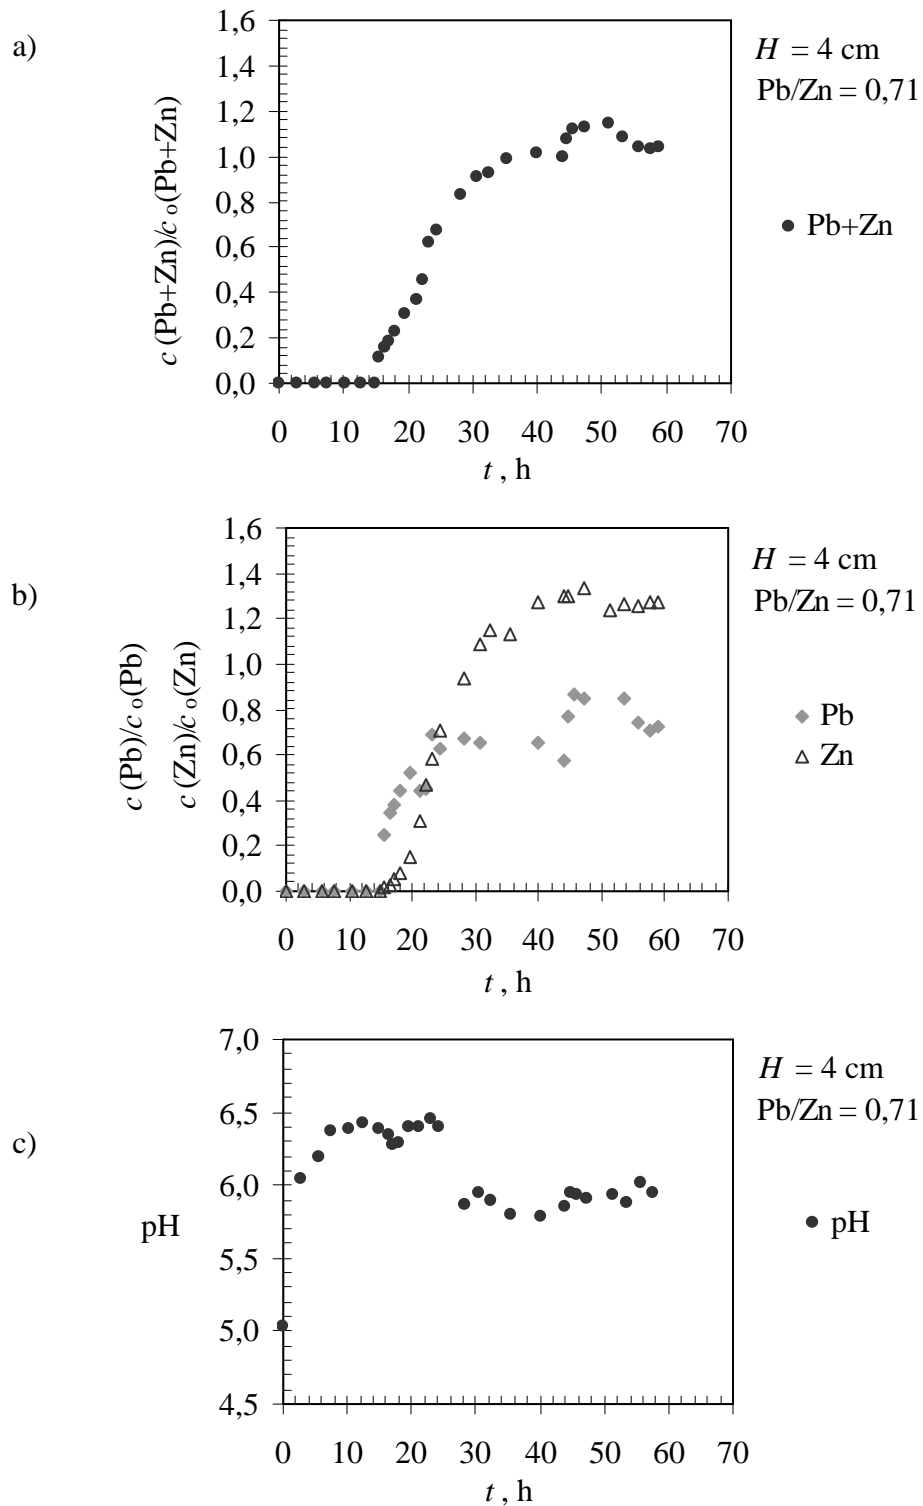 a)
c (Pb+Zn)/c o(Pb+Zn)
1,6
1,4
1,2
1,0
0,8
0,6
0,4
0,2
0,0
0 10 20 30 40 50 60 70
t , h
H = 4 cm
Pb/Zn = 0,71
Pb+Zn
b)
c (Pb)/c o(Pb)
c (Zn)/c o(Zn)
1,6
1,4
1,2
1,0
0,8
0,6
0,4
0,2
0,0
0 10 20 30 40 50 60 70
t , h
H = 4 cm
Pb/Zn = 0,71
Pb
Zn
c)
pH
7,0
6,5
6,0
5,5
5,0
4,5
0 10 20 30 40 50 60 70
t , h
H = 4 cm
Pb/Zn = 0,71
pH